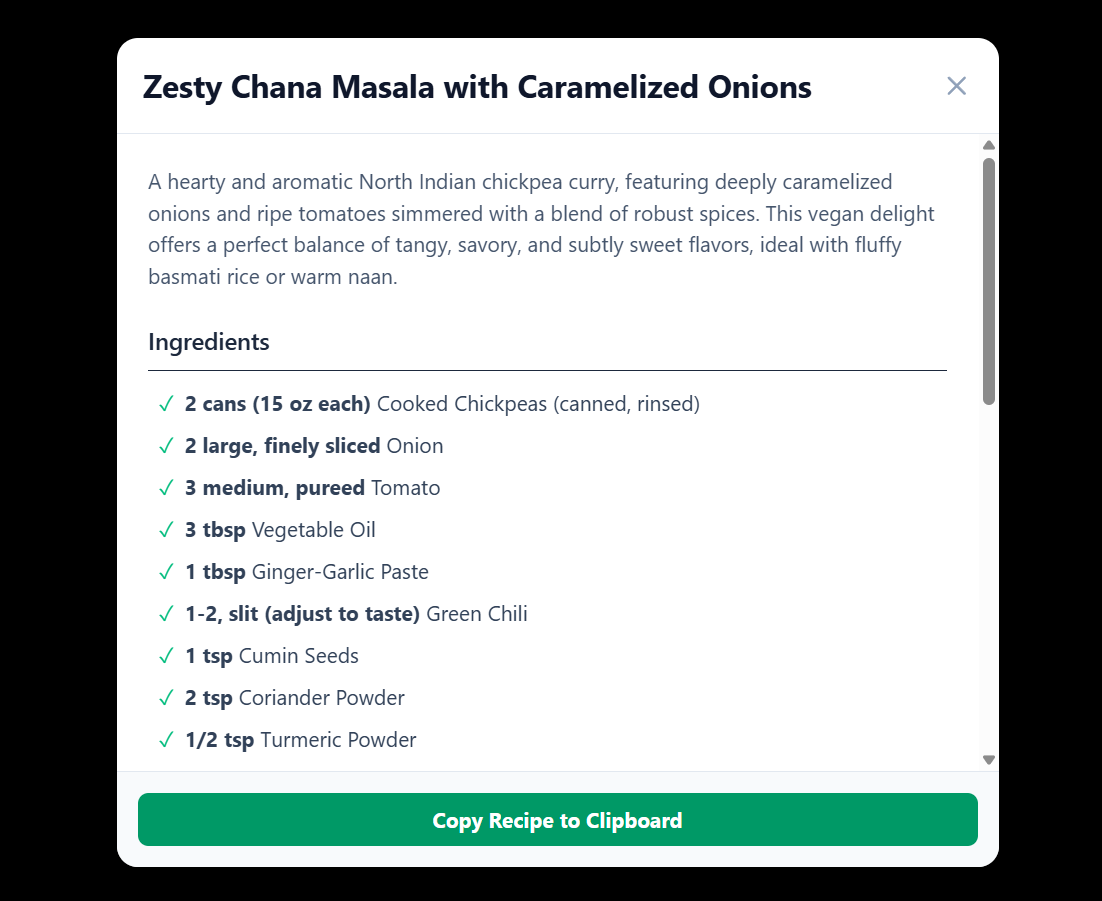 Zesty Chana Masala with Caramelized Onions
A hearty and aromatic North Indian chickpea curry, featuring deeply caramelized
onions and ripe tomatoes simmered with a blend of robust spices. This vegan delight
offers a perfect balance of tangy, savory, and subtly sweet flavors, ideal with fluffy
basmati rice or warm naan.
Ingredients
✓ 2 cans (15 oz each) Cooked Chickpeas (canned, rinsed)
✓ 2 large, finely sliced Onion
✓ 3 medium, pureed Tomato
✓ 3 tbsp Vegetable Oil
✓ 1 tbsp Ginger-Garlic Paste
✓ 1-2, slit (adjust to taste) Green Chili
✓ 1 tsp Cumin Seeds
✓ 2 tsp Coriander Powder
✓ 1/2 tsp Turmeric Powder
Copy Recipe to Clipboard